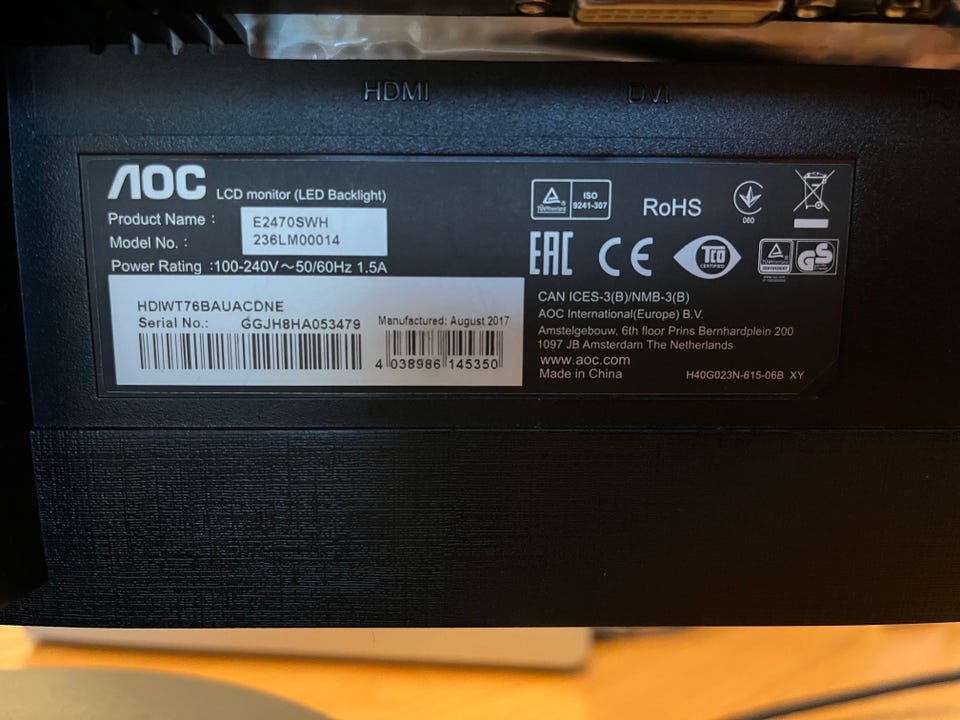 HDMI DVI
AOC LCD monitor (LED Backlight)
Product Name : E2470SWH
Model No. : 236LM00014
Power Rating :100-240V~50/60Hz 1.5A
HDIWT76BAUACDNE
Serial No.: GGJH8HA053479
Manufactured: August 2017
4 038986 145350
ISO
9241-307
RoHS
060
EAC CE
TCO
CERTIFIED
GS
CAN ICES-3(B)/NMB-3(B)
AOC International(Europe) B.V.
Amstelgebouw, 6th floor Prins Bernhardplein 200
1097 JB Amsterdam The Netherlands
www.aoc.com
Made in China H40G023N-615-06B XY